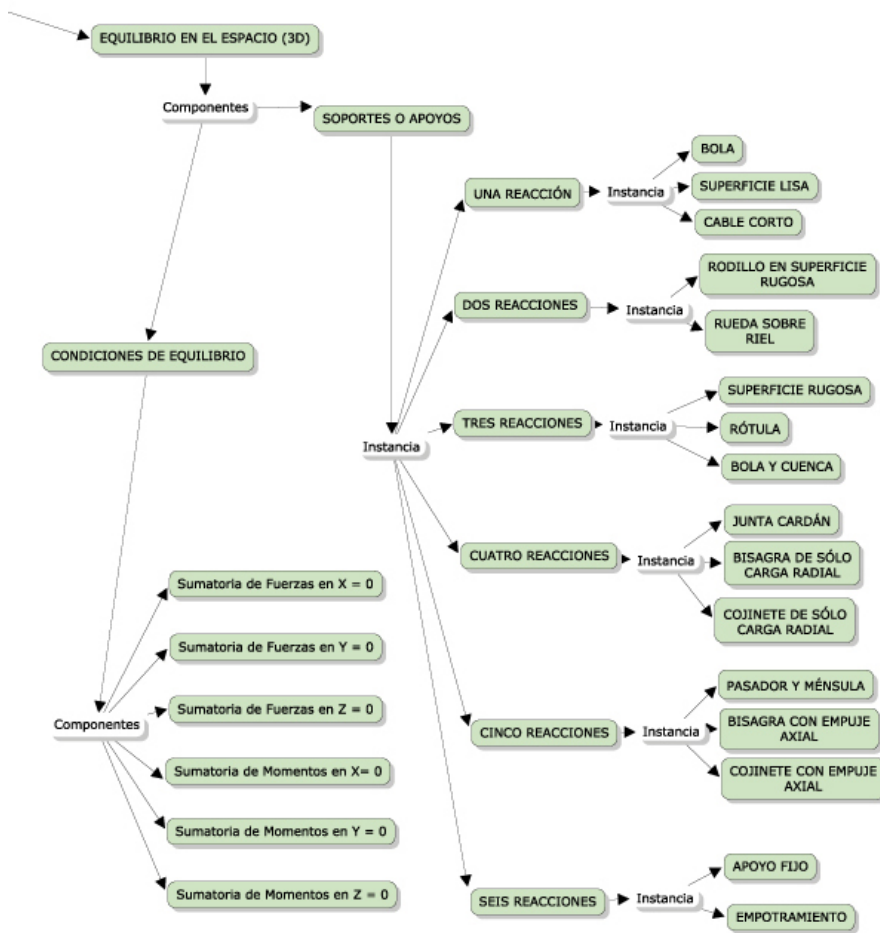 EQUILIBRIO EN EL ESPACIO (3D)
Componentes
SOPORTES O APOYOS
UNA REACCIÓN
Instancia
BOLA
SUPERFICIE LISA
CABLE CORTO
DOS REACCIONES
Instancia
RODILLO EN SUPERFICIE
RUGOSA
RUEDA SOBRE
RIEL
CONDICIONES DE EQUILIBRIO
Instancia
TRES REACCIONES
Instancia
SUPERFICIE RUGOSA
RÓTULA
BOLA Y CUENCA
CUATRO REACCIONES
Instancia
JUNTA CARDÁN
BISAGRA DE SÓLO
CARGA RADIAL
COJINETE DE SÓLO
CARGA RADIAL
Componentes
Sumatoria de Fuerzas en X = 0
Sumatoria de Fuerzas en Y = 0
Sumatoria de Fuerzas en Z = 0
Sumatoria de Momentos en X= 0
Sumatoria de Momentos en Y = 0
Sumatoria de Momentos en Z = 0
CINCO REACCIONES
Instancia
PASADOR Y MÉNSULA
BISAGRA CON EMPUJE
AXIAL
COJINETE CON EMPUJE
AXIAL
SEIS REACCIONES
Instancia
APOYO FIJO
EMPOTRAMIENTO